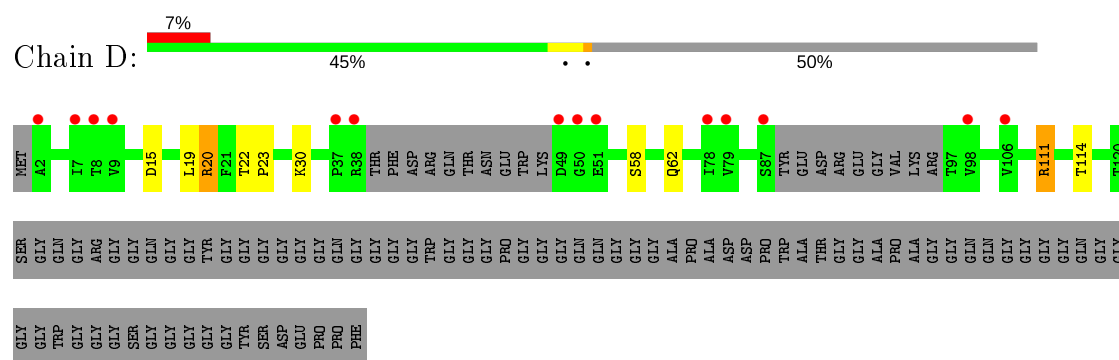 Chain D:
7%
45%
50%
MET A2 I7 T8 V9 D15 L19 R20 F21 T22 P23 K30 P37 R38 THR PHE ASP ARG GLN THR ASN GLU TRP LYS D49 G50 E51 S58 Q62 I78 V79 S87 TYR GLU ASP ARG GLU GLY VAL LYS ARG T97 V98 V106 R111 T114 T120
SER GLY GLN GLY ARG GLY GLY GLN GLY GLY TYR GLY GLY GLY GLY GLY GLN GLY GLY GLY GLY GLY TRP GLY GLY GLY PRO GLY GLY GLY GLN GLN GLY GLY GLY ALA PRO ALA ASP ASP PRO TRP ALA THR GLY GLY ALA PRO ALA GLY GLY GLN GLN GLY GLY GLY GLY GLN GLY GLY
GLY GLY TRP GLY GLY GLY SER GLY GLY GLY GLY GLY TYR SER ASP GLU PRO PRO PHE